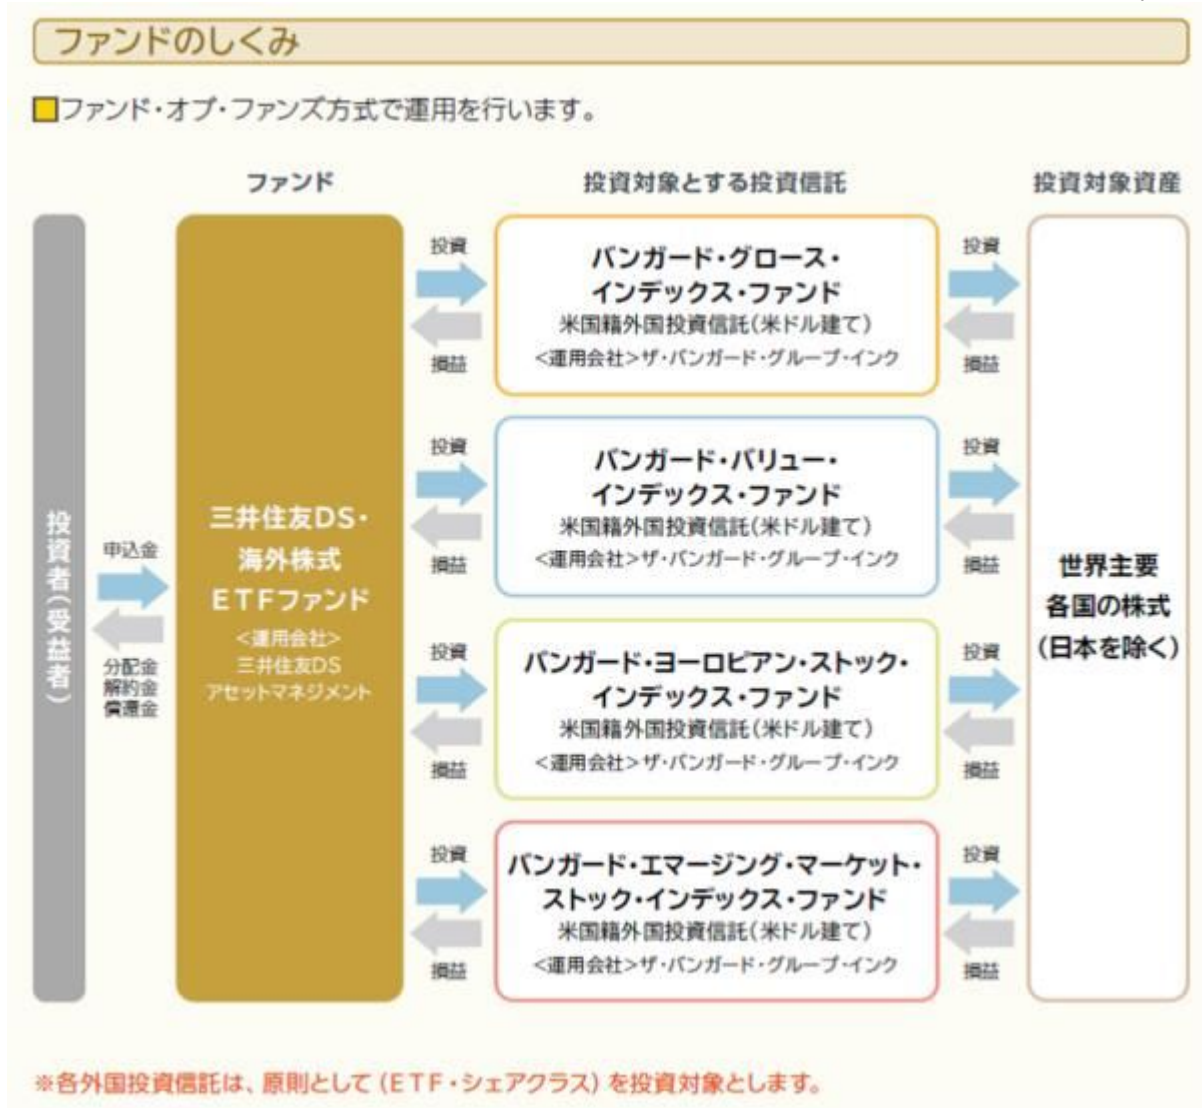 ファンドのしくみ
ファンド・オブ・ファンズ方式で運用を行います。
ファンド
投資対象とする投資信託
投資対象資産
投資者(受益者)
申込金
分配金
解約金
償還金
三井住友DS・
海外株式
ETFファンド
<運用会社>
三井住友DS
アセットマネジメント
投資
損益
バンガード・グロース・
インデックス・ファンド
米国籍外国投資信託(米ドル建て)
<運用会社>ザ・バンガード・グループ・インク
投資
損益
投資
損益
バンガード・バリュー・
インデックス・ファンド
米国籍外国投資信託(米ドル建て)
<運用会社>ザ・バンガード・グループ・インク
投資
損益
投資
損益
バンガード・ヨーロピアン・ストック・
インデックス・ファンド
米国籍外国投資信託(米ドル建て)
<運用会社>ザ・バンガード・グループ・インク
投資
損益
投資
損益
バンガード・エマージング・マーケット・
ストック・インデックス・ファンド
米国籍外国投資信託(米ドル建て)
<運用会社>ザ・バンガード・グループ・インク
投資
損益
世界主要
各国の株式
(日本を除く)
※各外国投資信託は、原則として(ETF・シェアクラス)を投資対象とします。